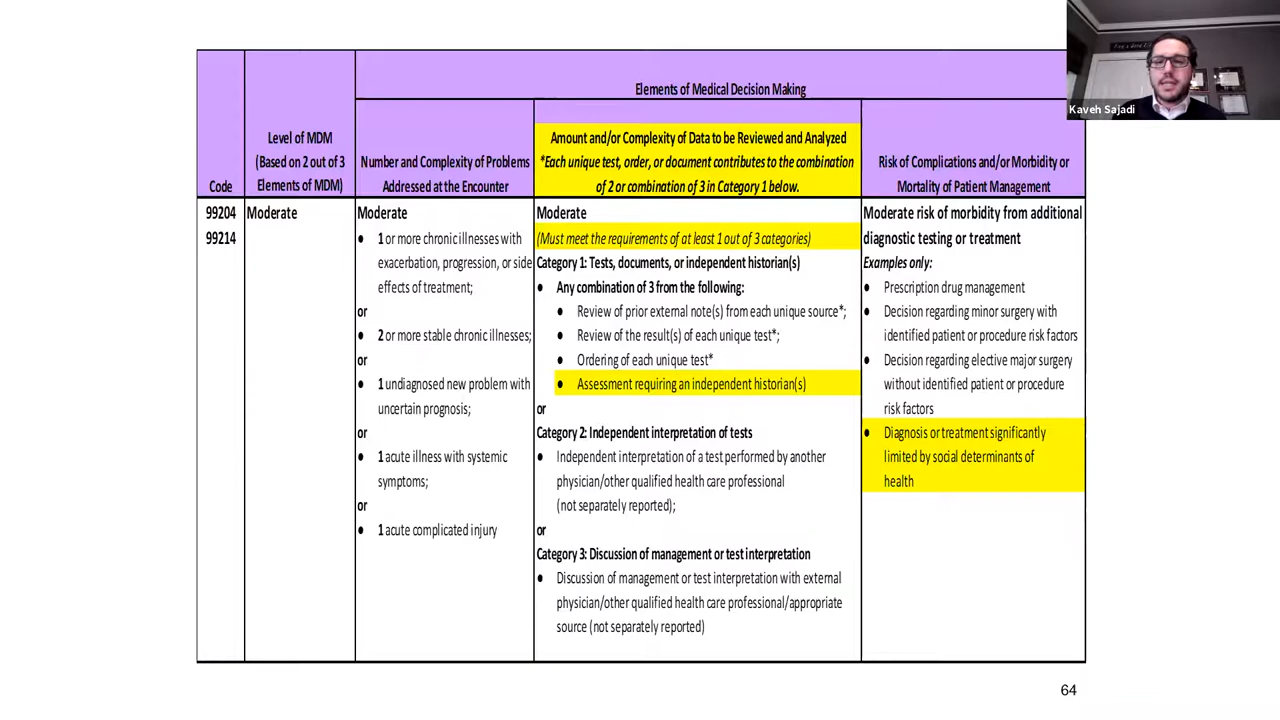 Kaveh Sajadi
Elements of Medical Decision Making
Code
Level of MDM
(Based on 2 out of 3
Elements of MDM)
Number and Complexity of Problems
Addressed at the Encounter
Amount and/or Complexity of Data to be Reviewed and Analyzed
*Each unique test, order, or document contributes to the combination
of 2 or combination of 3 in Category 1 below.
Risk of Complications and/or Morbidity or
Mortality of Patient Management
99204
99214
Moderate
Moderate
● 1 or more chronic illnesses with
exacerbation, progression, or side
effects of treatment;
or
● 2 or more stable chronic illnesses;
or
● 1 undiagnosed new problem with
uncertain prognosis;
or
● 1 acute illness with systemic
symptoms;
or
● 1 acute complicated injury
Moderate
(Must meet the requirements of at least 1 out of 3 categories)
Category 1: Tests, documents, or independent historian(s)
● Any combination of 3 from the following:
● Review of prior external note(s) from each unique source*;
● Review of the result(s) of each unique test*;
● Ordering of each unique test*
● Assessment requiring an independent historian(s)
or
Category 2: Independent interpretation of tests
● Independent interpretation of a test performed by another
physician/other qualified health care professional
(not separately reported);
or
Category 3: Discussion of management or test interpretation
● Discussion of management or test interpretation with external
physician/other qualified health care professional/appropriate
source (not separately reported)
Moderate risk of morbidity from additional
diagnostic testing or treatment
Examples only:
● Prescription drug management
● Decision regarding minor surgery with
identified patient or procedure risk factors
● Decision regarding elective major surgery
without identified patient or procedure
risk factors
● Diagnosis or treatment significantly
limited by social determinants of
health
64